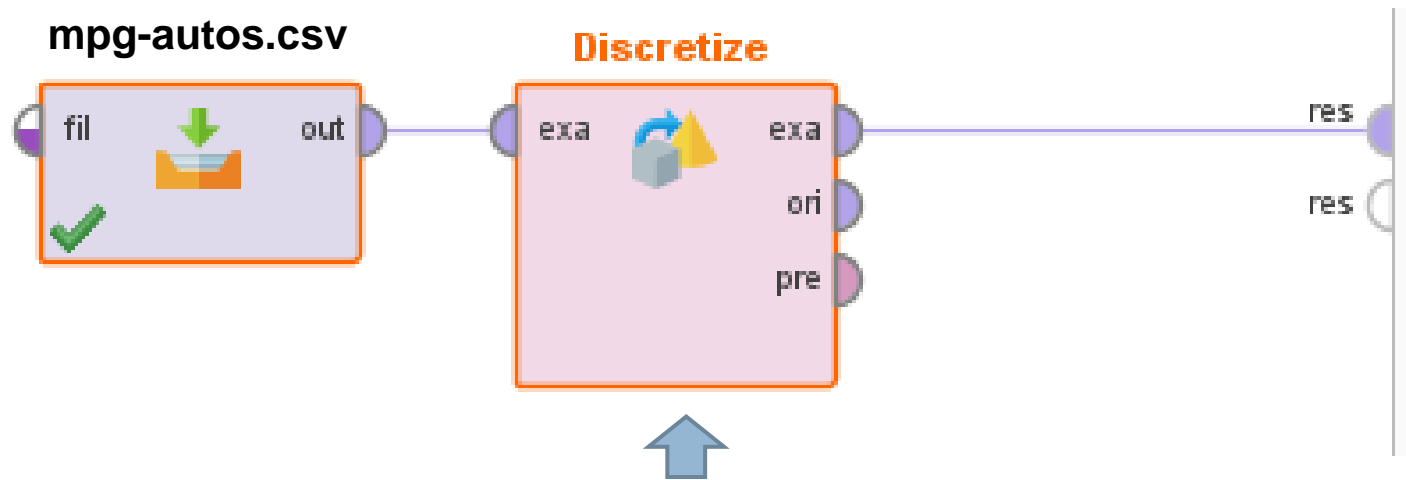 mpg-autos.csv
Discretize
fil out exa exa res
ori res
pre